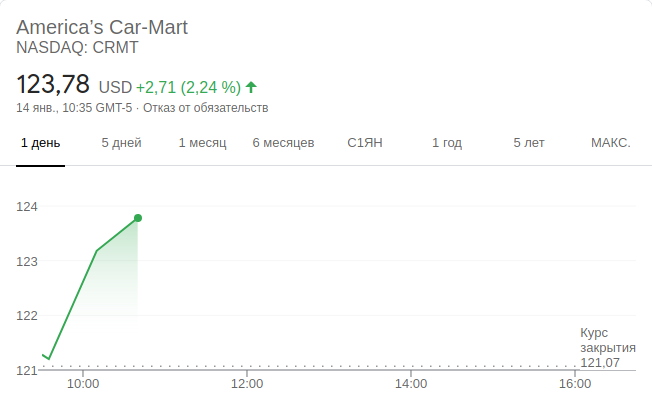 America’s Car-Mart
NASDAQ: CRMT
123,78 USD +2,71 (2,24 %)
14 янв., 10:35 GMT-5 · Отказ от обязательств
1 день 5 дней 1 месяц 6 месяцев С1ЯН 1 год 5 лет МАКС.
124
123
122
Курс
закрытия
121,07
121
10:00 12:00 14:00 16:00